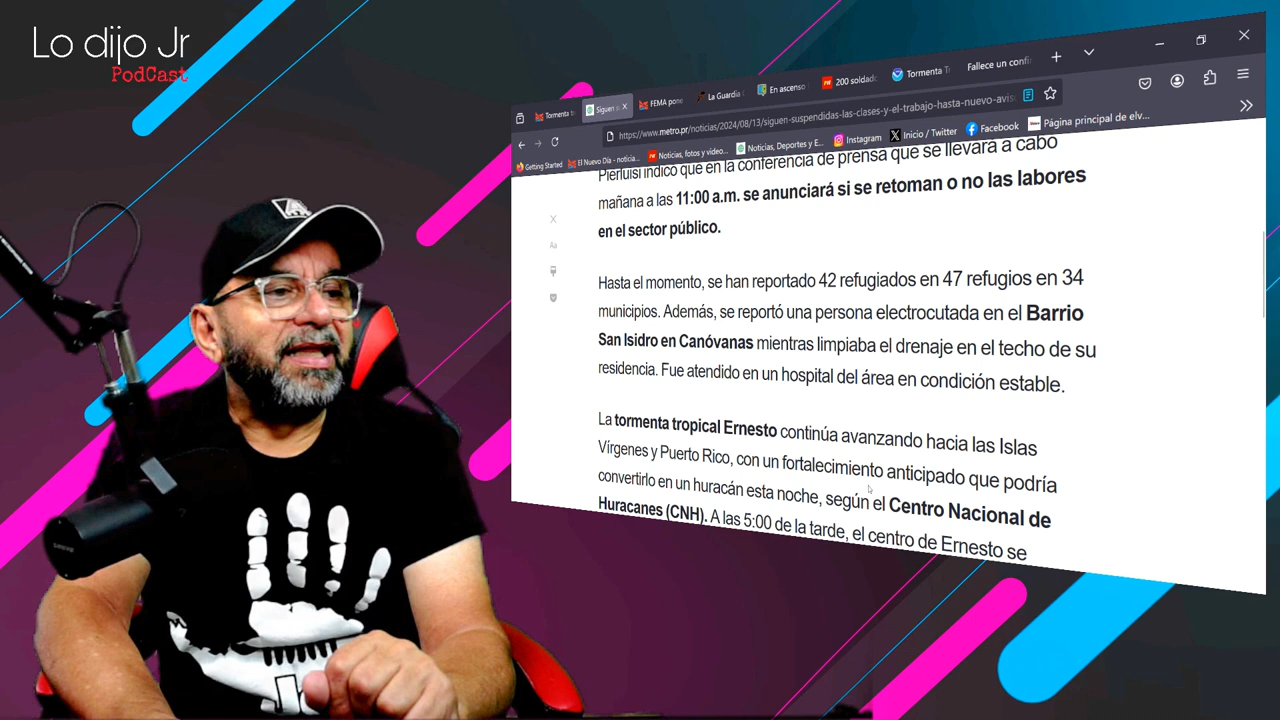 Lo dijo Jr
PodCast
Tormenta tr
Siguen s
FEMA pone
La Guardia
En ascenso
200 soldado
Tormenta T
Fallece un confi
https://www.metro.pr/noticias/2024/08/13/siguen-suspendidas-las-clases-y-el-trabajo-hasta-nuevo-avis
Getting Started
El Nuevo Día - noticia...
Noticias, fotos y video...
Noticias, Deportes y E...
Instagram
Inicio / Twitter
Facebook
Página principal de elv...
Pierluisi indicó que en la conferencia de prensa que se llevará a cabo
mañana a las 11:00 a.m. se anunciará si se retoman o no las labores
en el sector público.
Hasta el momento, se han reportado 42 refugiados en 47 refugios en 34
municipios. Además, se reportó una persona electrocutada en el Barrio
San Isidro en Canóvanas mientras limpiaba el drenaje en el techo de su
residencia. Fue atendido en un hospital del área en condición estable.
La tormenta tropical Ernesto continúa avanzando hacia las Islas
Vírgenes y Puerto Rico, con un fortalecimiento anticipado que podría
convertirlo en un huracán esta noche, según el Centro Nacional de
Huracanes (CNH). A las 5:00 de la tarde, el centro de Ernesto se
Aa
SHURE